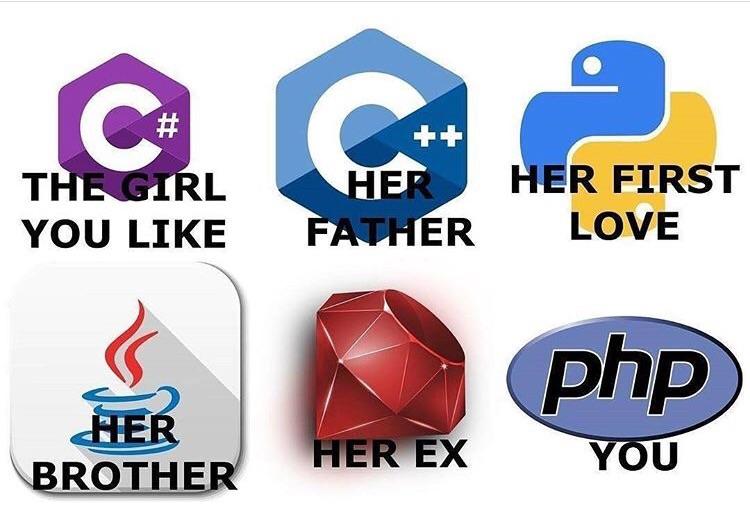 C#
THE GIRL
YOU LIKE
C++
HER
FATHER
HER FIRST
LOVE
HER
BROTHER
HER EX
php
YOU